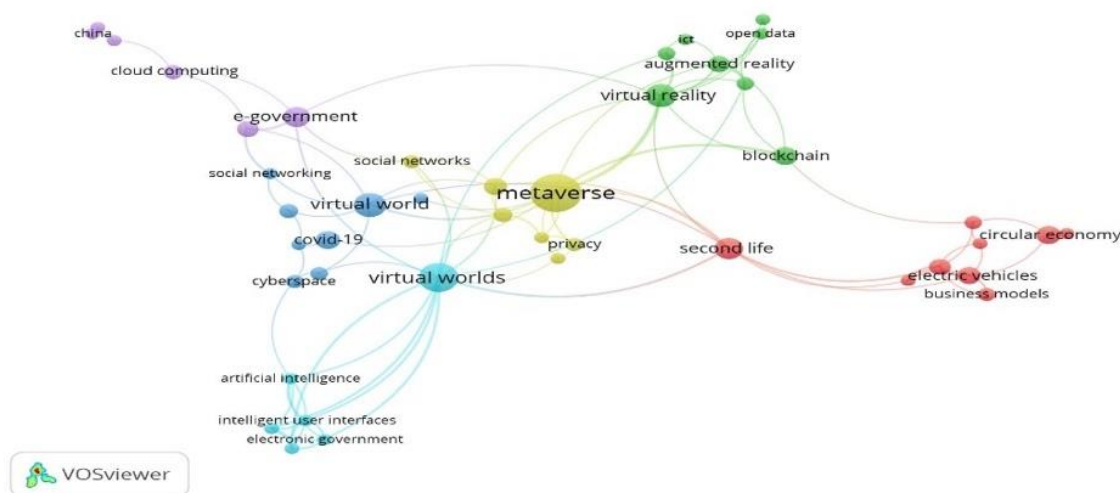 china
open data
ict
augmented reality
cloud computing
virtual reality
e-government
blockchain
social networks
social networking
metaverse
virtual world
circular economy
covid-19
privacy
second life
cyberspace
virtual worlds
electric vehicles
business models
artificial intelligence
intelligent user interfaces
electronic government
VOSviewer